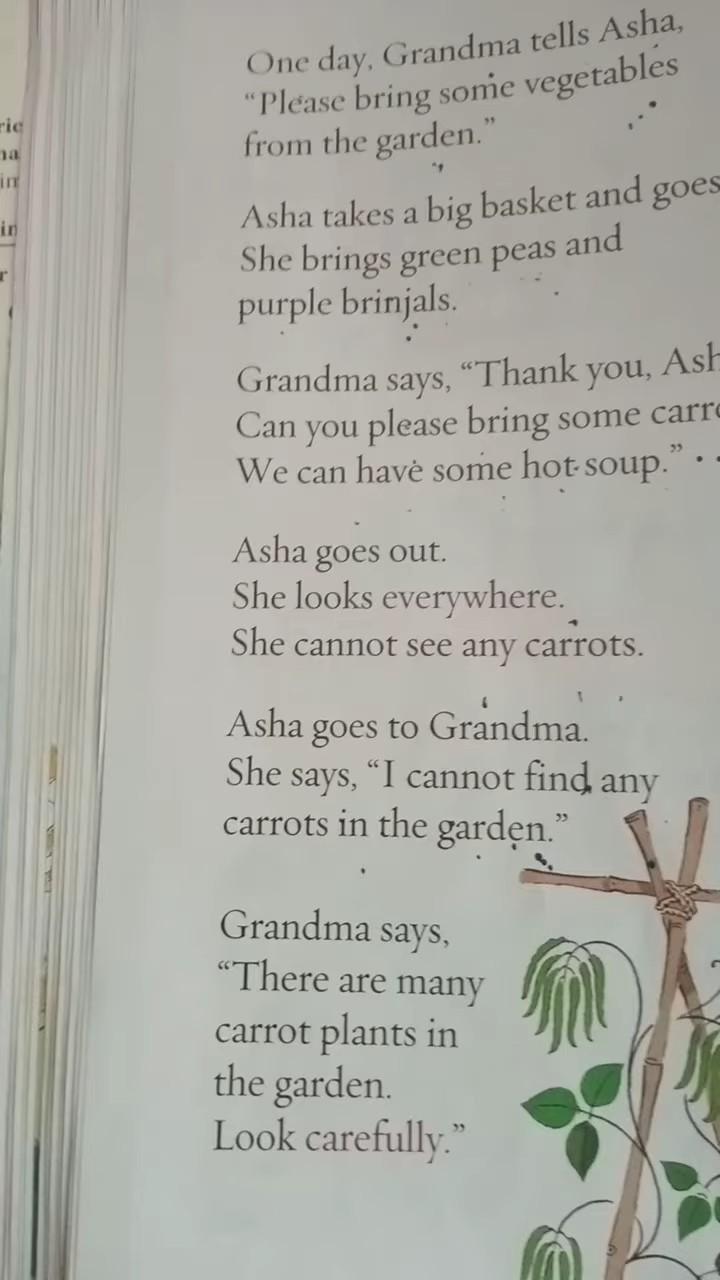 One day, Grandma tells Asha,
“Please bring some vegetables
from the garden.”
Asha takes a big basket and goes
She brings green peas and
purple brinjals.
Grandma says, “Thank you,
Can you please bring some
We can have some hot soup.”
Asha goes out.
She looks everywhere.
She cannot see any carrots.
Asha goes to Grandma.
She says, “I cannot find any
carrots in the garden.”
Grandma says,
“There are many
carrot plants in
the garden.
Look carefully.”